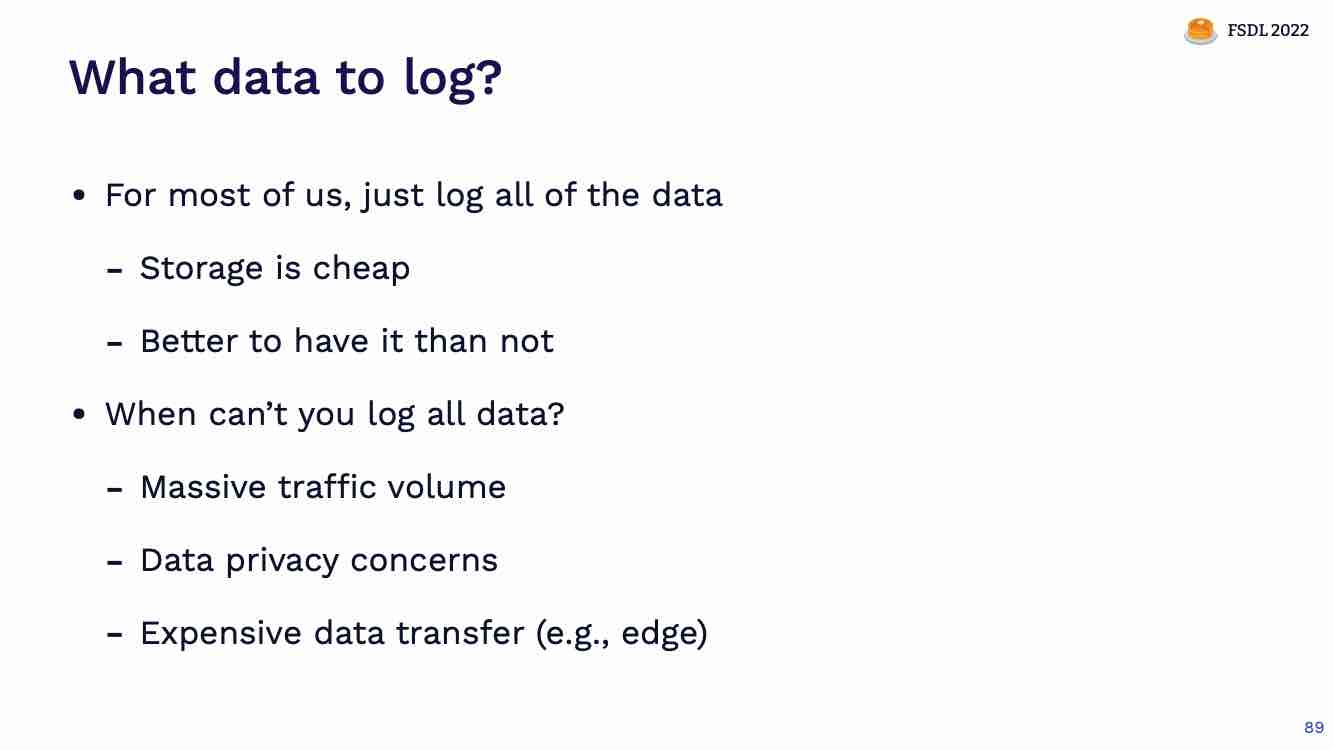 FSDL 2022
What data to log?
• For most of us, just log all of the data
- Storage is cheap
- Better to have it than not
• When can’t you log all data?
- Massive traffic volume
- Data privacy concerns
- Expensive data transfer (e.g., edge)
89